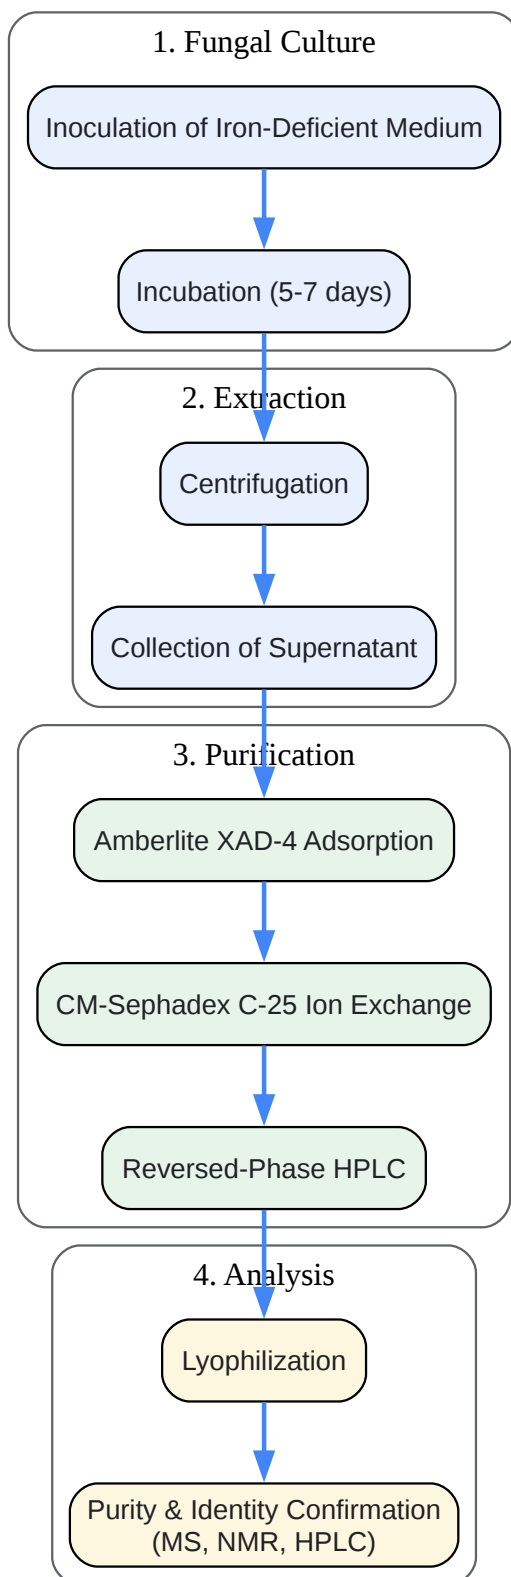 1. Fungal Culture
Inoculation of Iron-Deficient Medium
Incubation (5-7 days)
2. Extraction
Centrifugation
Collection of Supernatant
3. Purification
Amberlite XAD-4 Adsorption
CM-Sephadex C-25 Ion Exchange
Reversed-Phase HPLC
4. Analysis
Lyophilization
Purity & Identity Confirmation
(MS, NMR, HPLC)